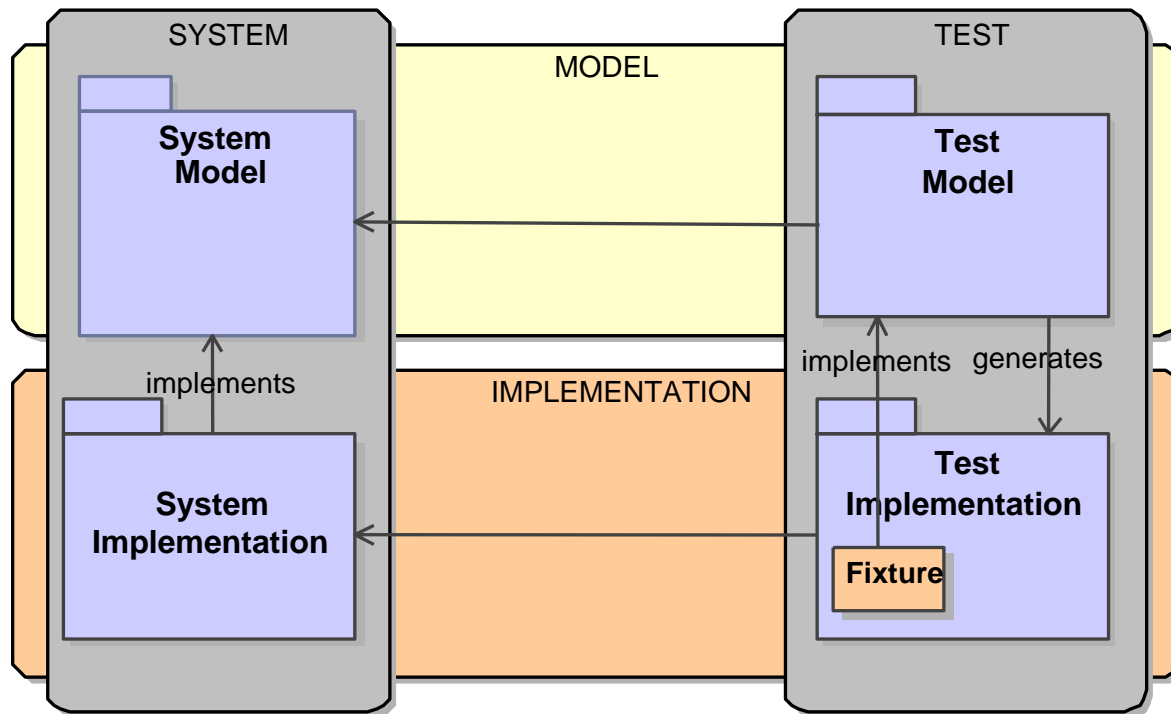 SYSTEM
TEST
MODEL
System
Model
Test
Model
implements
implements
generates
IMPLEMENTATION
System
Implementation
Test
Implementation
Fixture